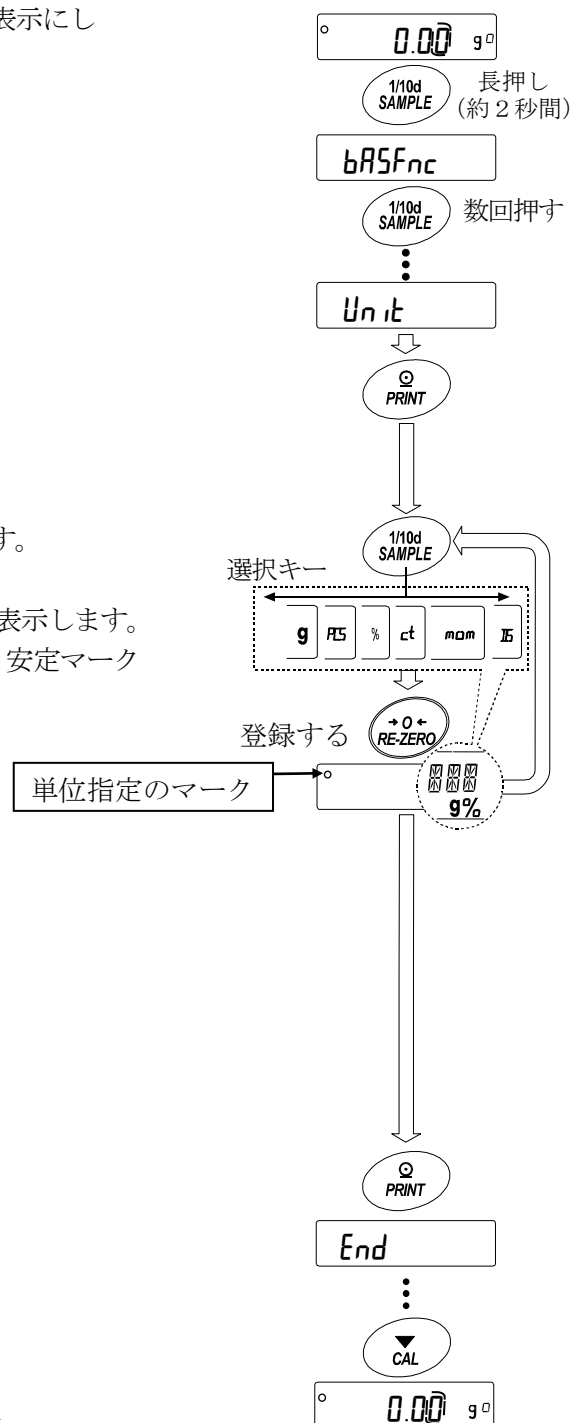 表示にし
0.00 g
1/10d
SAMPLE
長押し
（約２秒間）
bASFnc
1/10d
SAMPLE
数回押す
Unit
PRINT
す。
1/10d
SAMPLE
選択キー
表示します。
g PCS % ct mom
安定マーク
登録する
→0←
RE-ZERO
単位指定のマーク
g%
PRINT
End
CAL
0.00 g